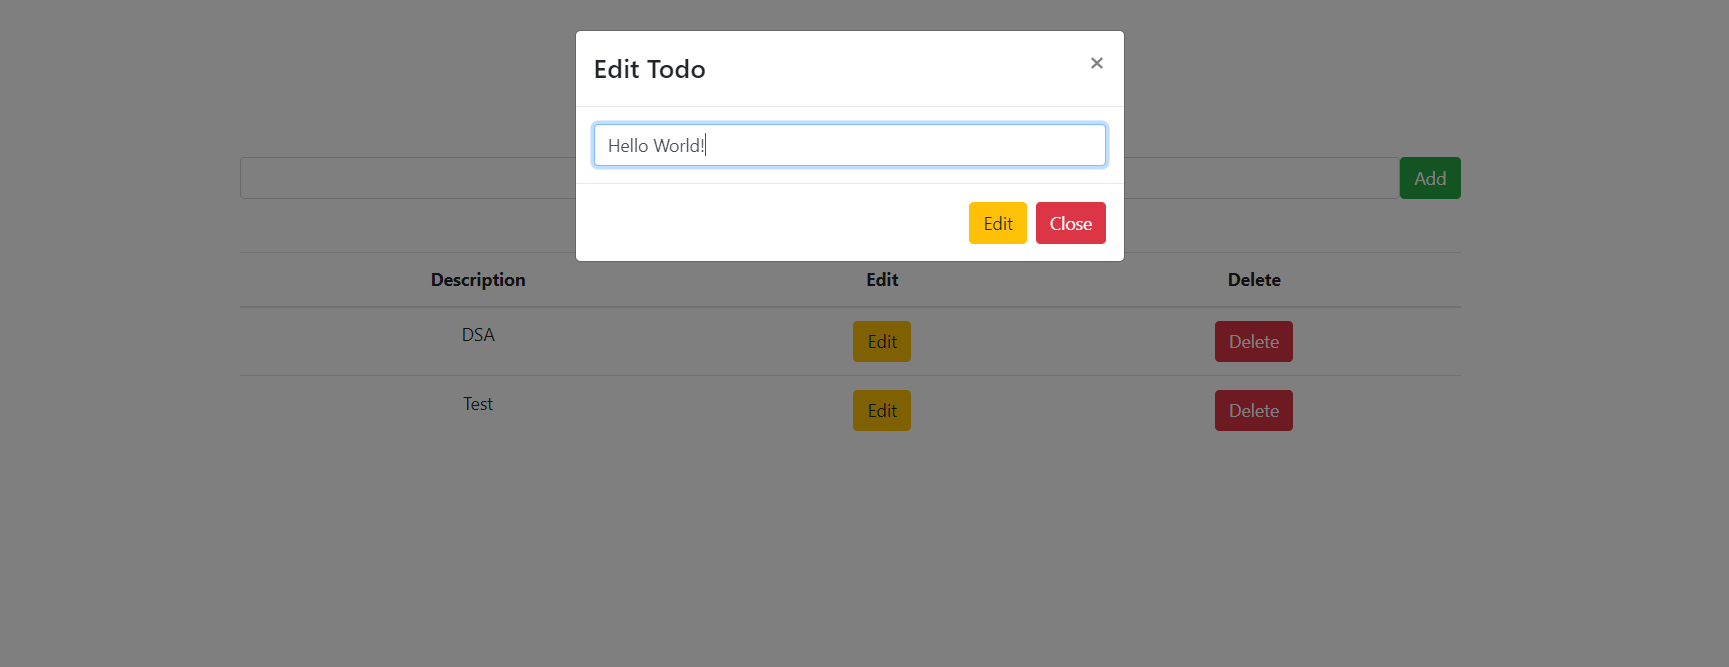 Edit Todo ×
Hello World!
Add
Edit Close
Description Edit Delete
DSA Edit Delete
Test Edit Delete